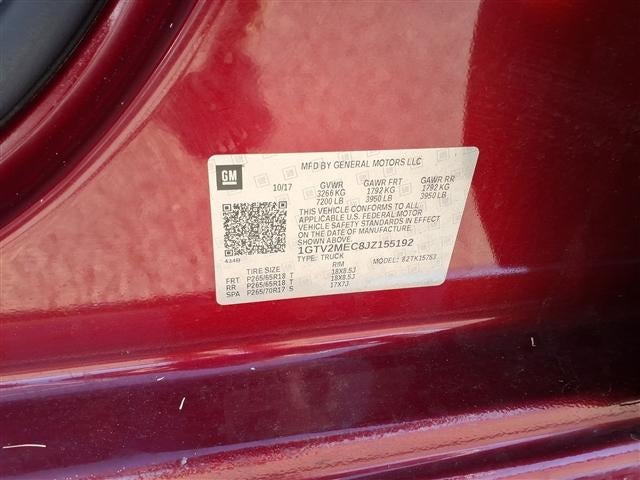 MFD BY GENERAL MOTORS LLC
GM
10/17 GVWR GAWR FRT GAWR RR
3266 KG 1792 KG 1792 KG
7200 LB 3950 LB 3950 LB
THIS VEHICLE CONFORMS TO ALL
APPLICABLE U.S. FEDERAL MOTOR
VEHICLE SAFETY STANDARDS IN EFFECT
ON THE DATE OF MANUFACTURE
SHOWN ABOVE.
1GTV2MEC8JZ155192
434B TYPE: TRUCK MODEL: 82TK15753
TIRE SIZE RIM
FRT P265/65R18 T 18X8.5J
RR P265/65R18 T 18X8.5J
SPA P265/70R17 S 17X7J